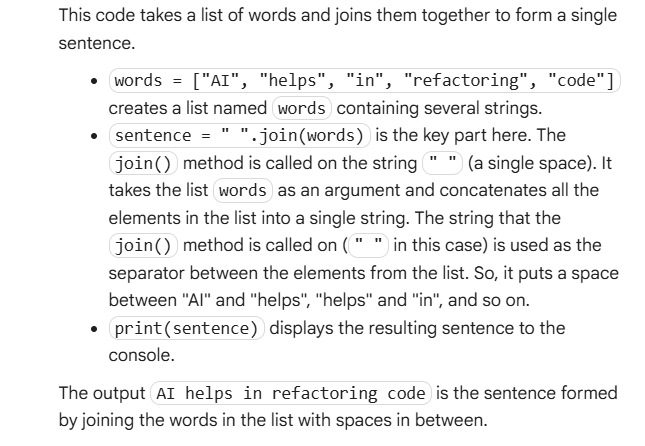 This code takes a list of words and joins them together to form a single
sentence.
• words = ["AI", "helps", "in", "refactoring", "code"]
creates a list named words containing several strings.
• sentence = " ".join(words) is the key part here. The
join() method is called on the string " " (a single space). It
takes the list words as an argument and concatenates all the
elements in the list into a single string. The string that the
join() method is called on (" " in this case) is used as the
separator between the elements from the list. So, it puts a space
between "AI" and "helps", "helps" and "in", and so on.
• print(sentence) displays the resulting sentence to the
console.
The output AI helps in refactoring code is the sentence formed
by joining the words in the list with spaces in between.